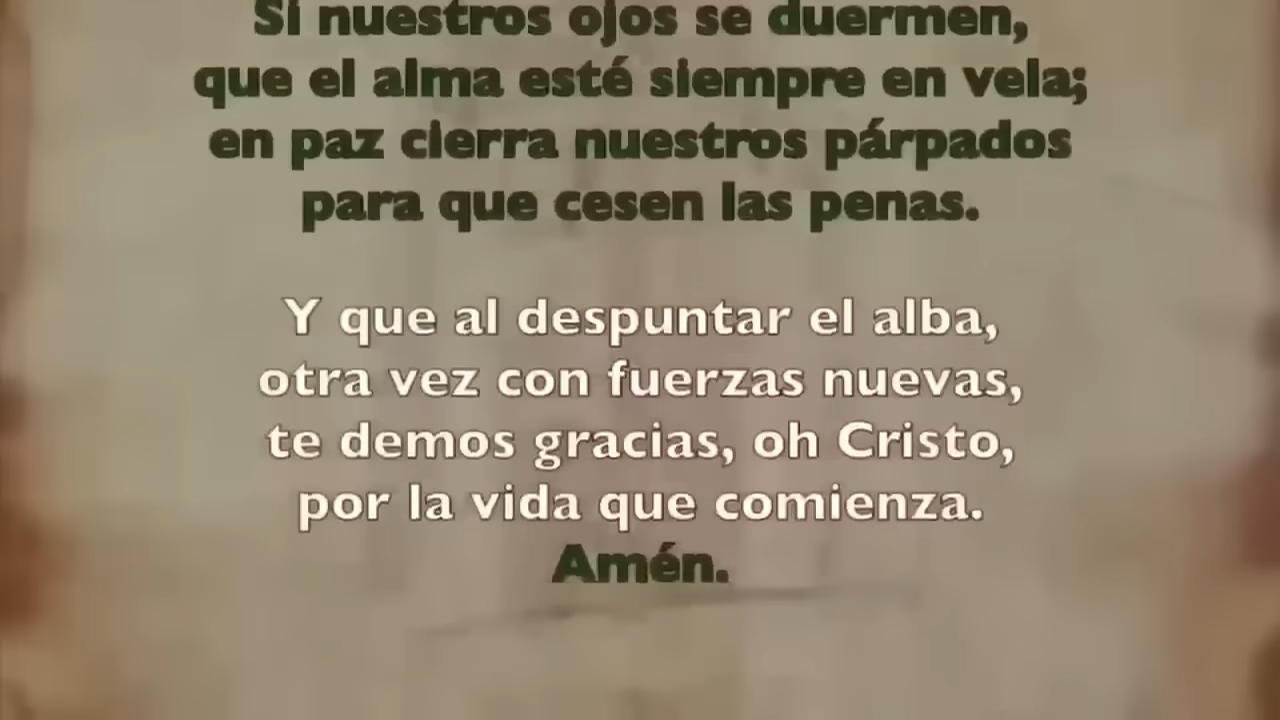 Si nuestros ojos se duermen,
que el alma esté siempre en vela;
en paz cierra nuestros párpados
para que cesen las penas.
Y que al despuntar el alba,
otra vez con fuerzas nuevas,
te demos gracias, oh Cristo,
por la vida que comienza.
Amén.